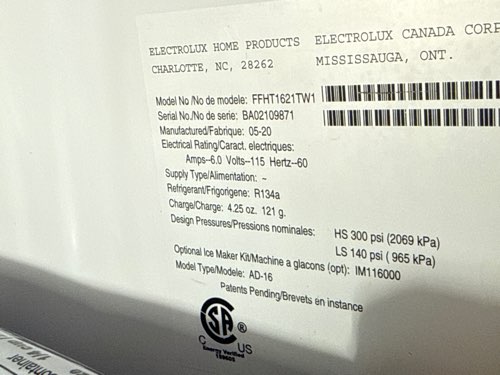 ELECTROLUX HOME PRODUCTS ELECTROLUX CANADA CORP
CHARLOTTE, NC, 28262 MISSISSAUGA, ONT.
Model No./No de modele: FFHT1621TW1
Serial No./No de serie: BA02109871
Manufactured/Fabrique: 05-20
Electrical Rating/Caract. electriques:
Amps--6.0 Volts--115 Hertz--60
Supply Type/Alimentation: ~
Refrigerant/Frigorigene: R134a
Charge/Charge: 4.25 oz. 121 g.
Design Pressures/Pressions nominales: HS 300 psi (2069 kPa)
LS 140 psi ( 965 kPa)
Optional Ice Maker Kit/Machine a glacons (opt): IM116000
Model Type/Modele: AD-16
Patents Pending/Brevets en instance
SA ®
C US
Energy Verified
container